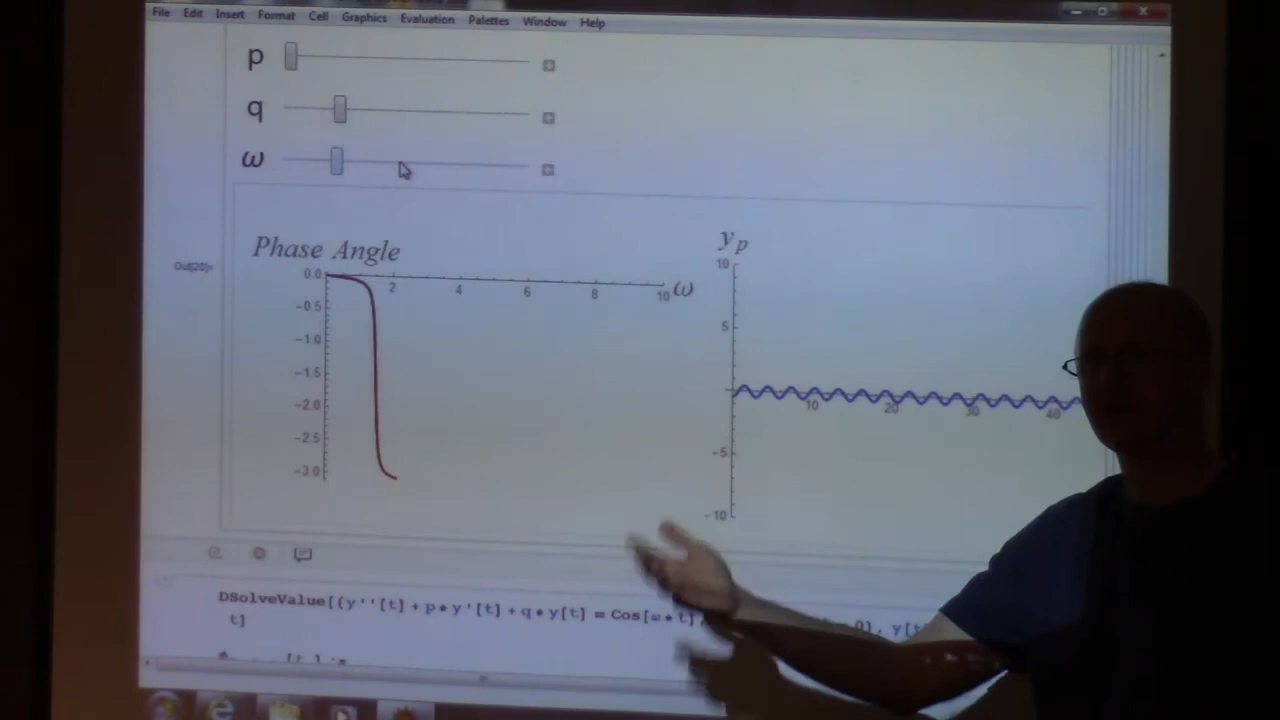 File Edit Insert Format Cell Graphics Evaluation Palettes Window Help
p
q
ω
Out[20]=
Phase Angle
0.0
-0.5
-1.0
-1.5
-2.0
-2.5
-3.0
2 4 6 8 10 ω
y p
10
5
-5
-10
10 20 30 40
DSolveValue[(y''[t] + p*y'[t] + q*y[t] = Cos[ω*t] 0), y[t
t]